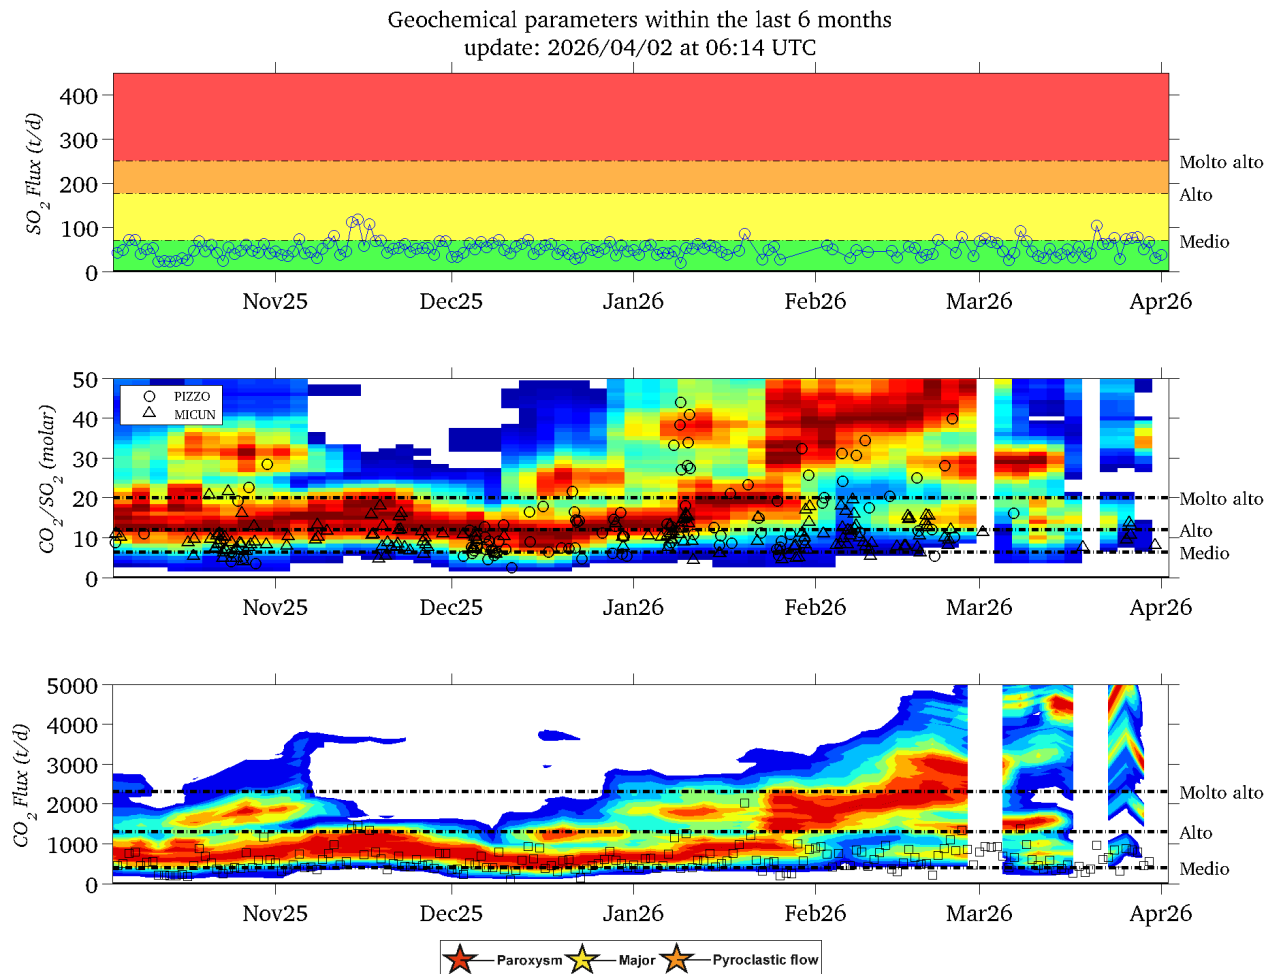 Geochemical parameters within the last 6 months
update: 2026/04/02 at 06:14 UTC
SO2 Flux (t/d)
400
300
200
100
0
Molto alto
Alto
Medio
Nov25 Dec25 Jan26 Feb26 Mar26 Apr26
CO2/SO2 (molar)
50
40
30
20
10
0
PIZZO
MICUN
Molto alto
Alto
Medio
Nov25 Dec25 Jan26 Feb26 Mar26 Apr26
CO2 Flux (t/d)
5000
4000
3000
2000
1000
0
Molto alto
Alto
Medio
Nov25 Dec25 Jan26 Feb26 Mar26 Apr26
Paroxysm Major Pyroclastic flow